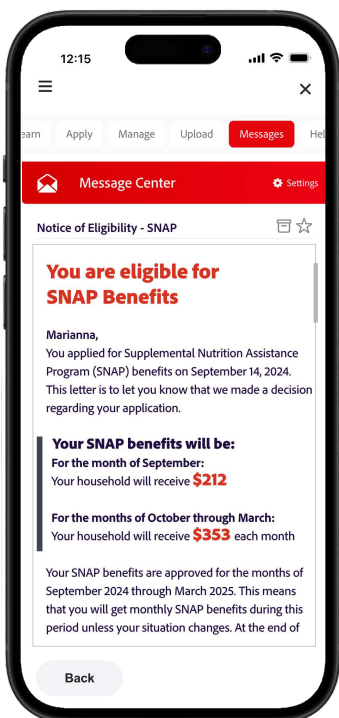 12:15
earn Apply Manage Upload Messages Hel
Message Center Settings
Notice of Eligibility - SNAP
You are eligible for
SNAP Benefits
Marianna,
You applied for Supplemental Nutrition Assistance
Program (SNAP) benefits on September 14, 2024.
This letter is to let you know that we made a decision
regarding your application.
Your SNAP benefits will be:
For the month of September:
Your household will receive $212
For the months of October through March:
Your household will receive $353 each month
Your SNAP benefits are approved for the months of
September 2024 through March 2025. This means
that you will get monthly SNAP benefits during this
period unless your situation changes. At the end of
Back